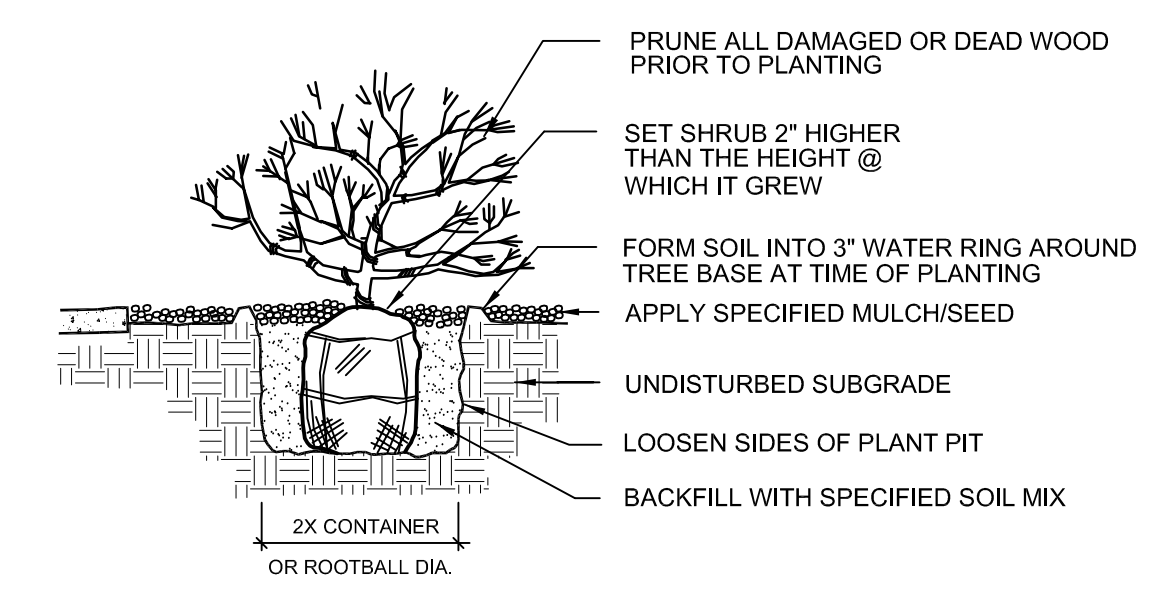 PRUNE ALL DAMAGED OR DEAD WOOD
PRIOR TO PLANTING
SET SHRUB 2" HIGHER
THAN THE HEIGHT @
WHICH IT GREW
FORM SOIL INTO 3" WATER RING AROUND
TREE BASE AT TIME OF PLANTING
APPLY SPECIFIED MULCH/SEED
UNDISTURBED SUBGRADE
LOOSEN SIDES OF PLANT PIT
BACKFILL WITH SPECIFIED SOIL MIX
2X CONTAINER
OR ROOTBALL DIA.